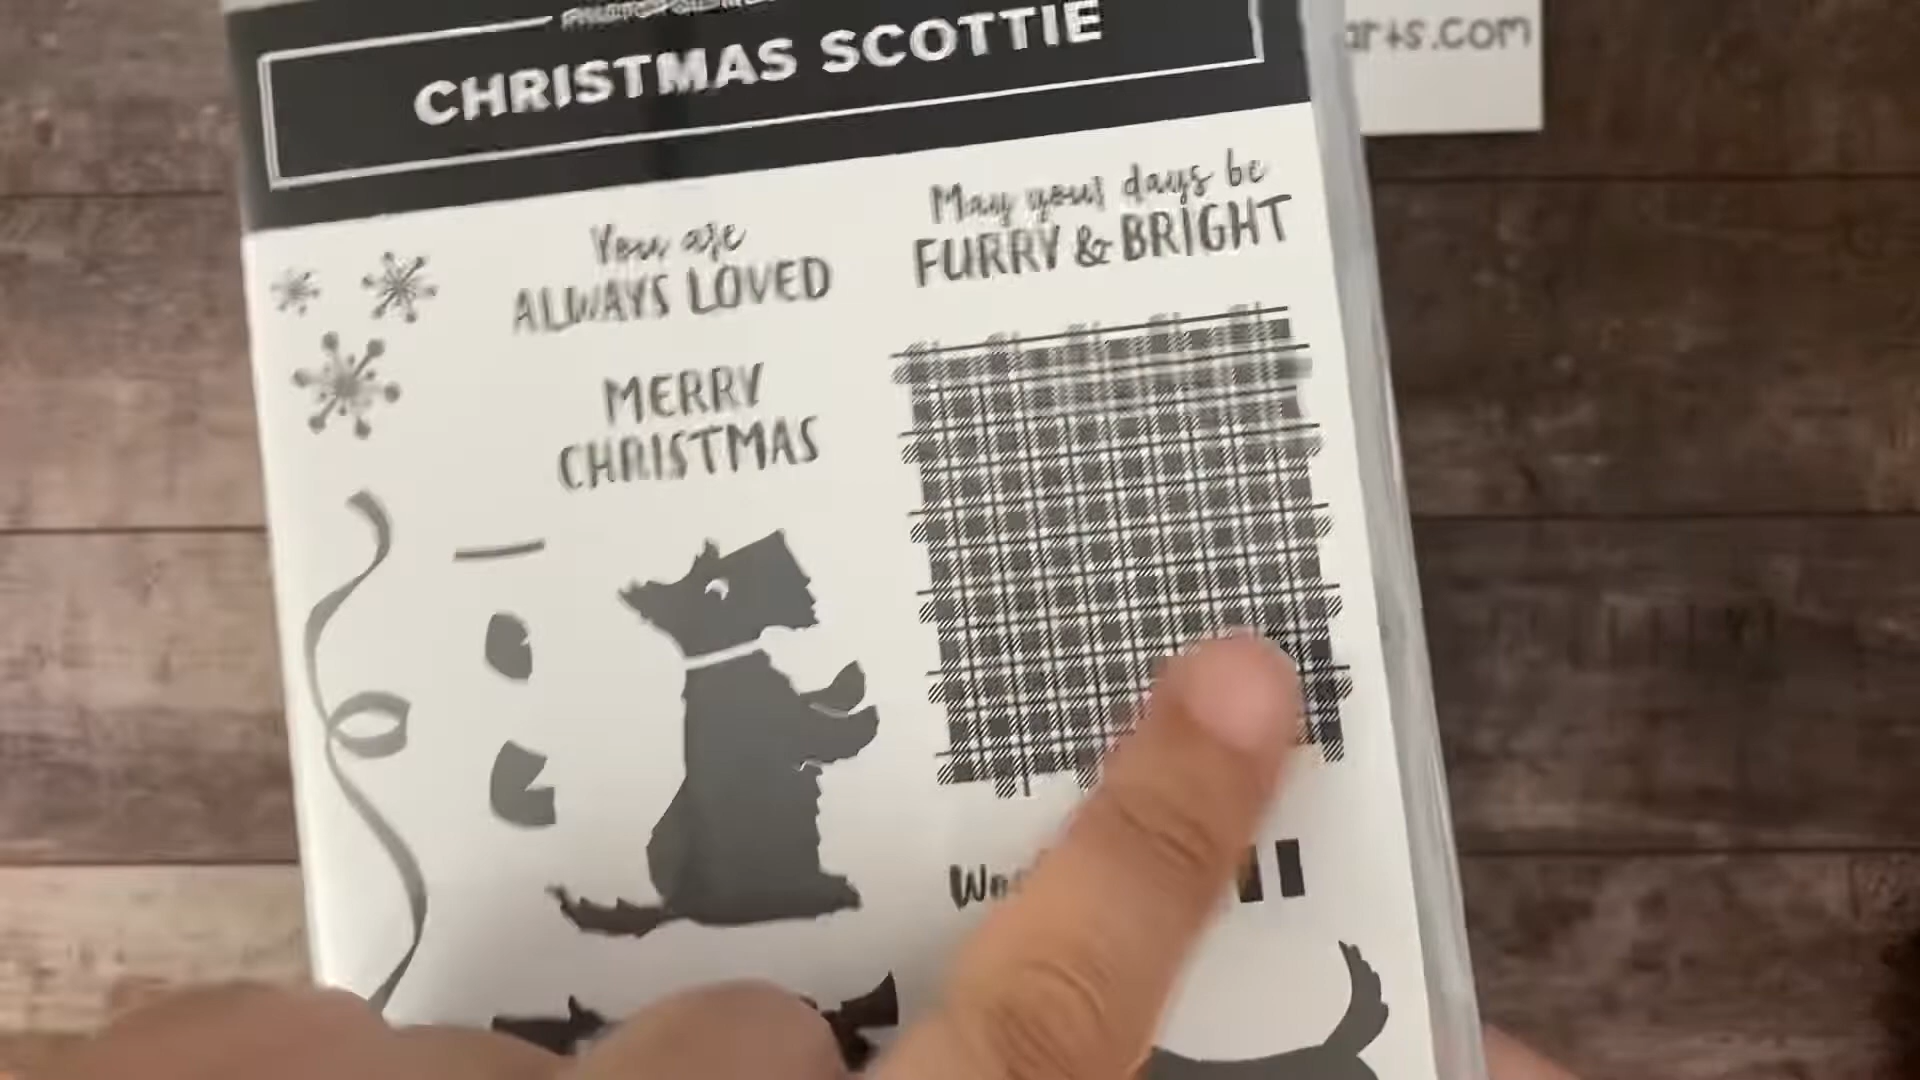 CHRISTMAS SCOTTIE
arts.com
You are
ALWAYS LOVED
May your days be
FURRY & BRIGHT
MERRY
CHRISTMAS